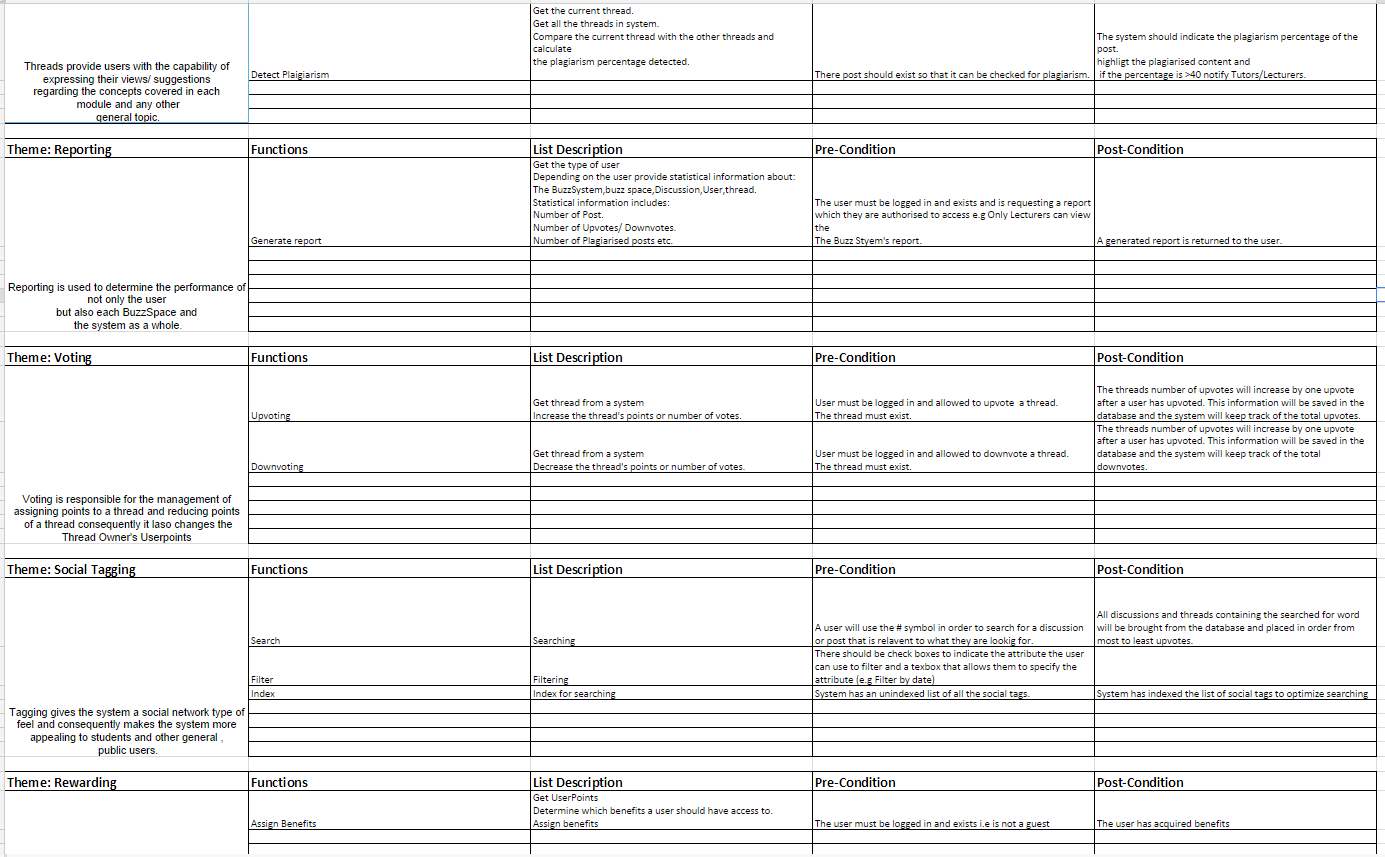 Get the current thread.
Get all the threads in system.
Compare the current thread with the other threads and
calculate
the plagiarism percentage detected.
The system should indicate the plagiarism percentage of the
post.
highligt the plagiarised content and
if the percentage is >40 notify Tutors/Lecturers.
Detect Plaigiarism
There post should exist so that it can be checked for plagiarism.
Threads provide users with the capability of
expressing their views/ suggestions
regarding the concepts covered in each
module and any other
general topic.
Theme: Reporting
Functions
List Description
Pre-Condition
Post-Condition
Get the type of user
Depending on the user provide statistical information about:
The BuzzSystem,buzz space,Discussion,User,thread.
Statistical information includes:
Number of Post.
Number of Upvotes/ Downvotes.
Number of Plagiarised posts etc.
The user must be logged in and exists and is requesting a report
which they are authorised to access e.g Only Lecturers can view
the
The Buzz Styem's report.
Generate report
A generated report is returned to the user.
Reporting is used to determine the performance of
not only the user
but also each BuzzSpace and
the system as a whole.
Theme: Voting
Functions
List Description
Pre-Condition
Post-Condition
Upvoting
Get thread from a system
Increase the thread's points or number of votes.
User must be logged in and allowed to upvote  a thread.
The thread must exist.
The threads number of upvotes will increase by one upvote
after a user has upvoted. This information will be saved in the
database and the system will keep track of the total upvotes.
Downvoting
Get thread from a system
Decrease the thread's points or number of votes.
User must be logged in and allowed to downvote a thread.
The thread must exist.
The threads number of upvotes will increase by one upvote
after a user has upvoted. This information will be saved in the
database and the system will keep track of the total
downvotes.
Voting is responsible for the management of
assigning points to a thread and reducing points
of a thread consequently it laso changes the
Thread Owner's Userpoints
Theme: Social Tagging
Functions
List Description
Pre-Condition
Post-Condition
Search
Searching
A user will use the # symbol in order to search for a discussion
or post that is relavent to what they are lookig for.
All discussions and threads containing the searched for word
will be brought from the database and placed in order from
most to least upvotes.
Filter
Filtering
There should be check boxes to indicate the attribute the user
can use to filter and a texbox that allows them to specify the
attribute (e.g Filter by date)
Index
Index for searching
System has an unindexed list of all the social tags.
System has indexed the list of social tags to optimize searching
Tagging gives the system a social network type of
feel and consequently makes the system more
appealing to students and other general ,
public users.
Theme: Rewarding
Functions
List Description
Pre-Condition
Post-Condition
Assign Benefits
Get UserPoints
Determine which benefits a user should have access to.
Assign benefits
The user must be logged in and exists i.e is not a guest
The user has acquired benefits